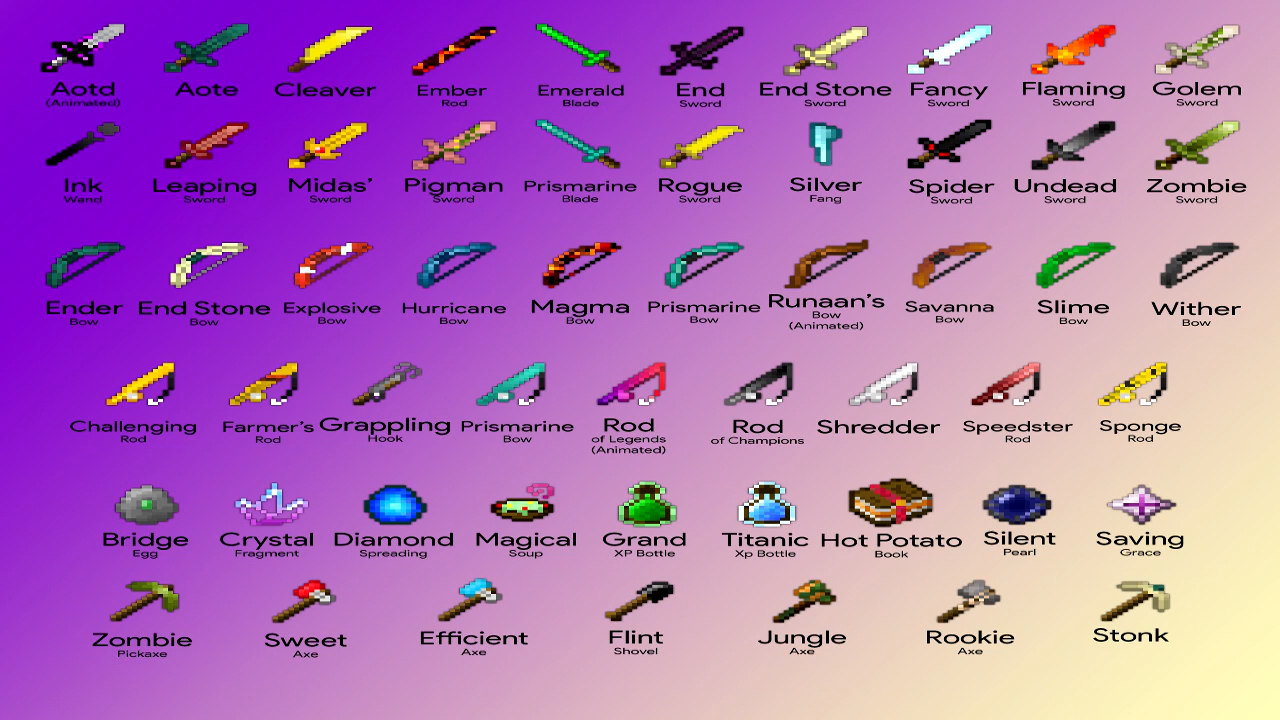 Aotd Aote Cleaver Ember Emerald End End Stone Fancy Flaming Golem
(Animated) Rod Blade Sword Sword Sword Sword Sword
Ink Leaping Midas' Pigman Prismarine Rogue Silver Spider Undead Zombie
Wand Sword Sword Sword Blade Sword Fang Sword Sword Sword
Ender End Stone Explosive Hurricane Magma Prismarine Runaan's Savanna Slime Wither
Bow Bow Bow Bow Bow Bow Bow Bow Bow Bow
(Animated)
Challenging Farmer's Grappling Prismarine Rod Rod Shredder Speedster Sponge
Rod Rod Hook Bow of Legends of Champions Rod Rod
(Animated)
Bridge Crystal Diamond Magical Grand Titanic Hot Potato Silent Saving
Egg Fragment Spreading Soup XP Bottle Xp Bottle Book Pearl Grace
Zombie Sweet Efficient Flint Jungle Rookie Stonk
Pickaxe Axe Axe Shovel Axe Axe